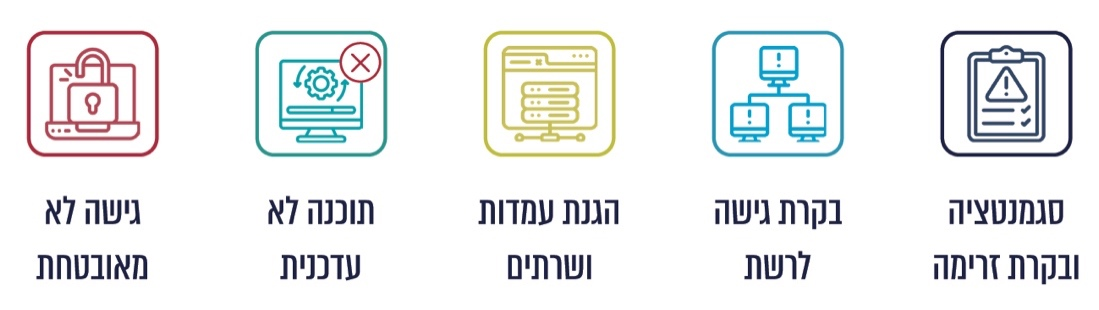 סגמנטציה
ובקרת זרימה
בקרת גישה
לרשת
הגנת עמדות
ושרתים
תוכנה לא
עדכנית
גישה לא
מאובטחת